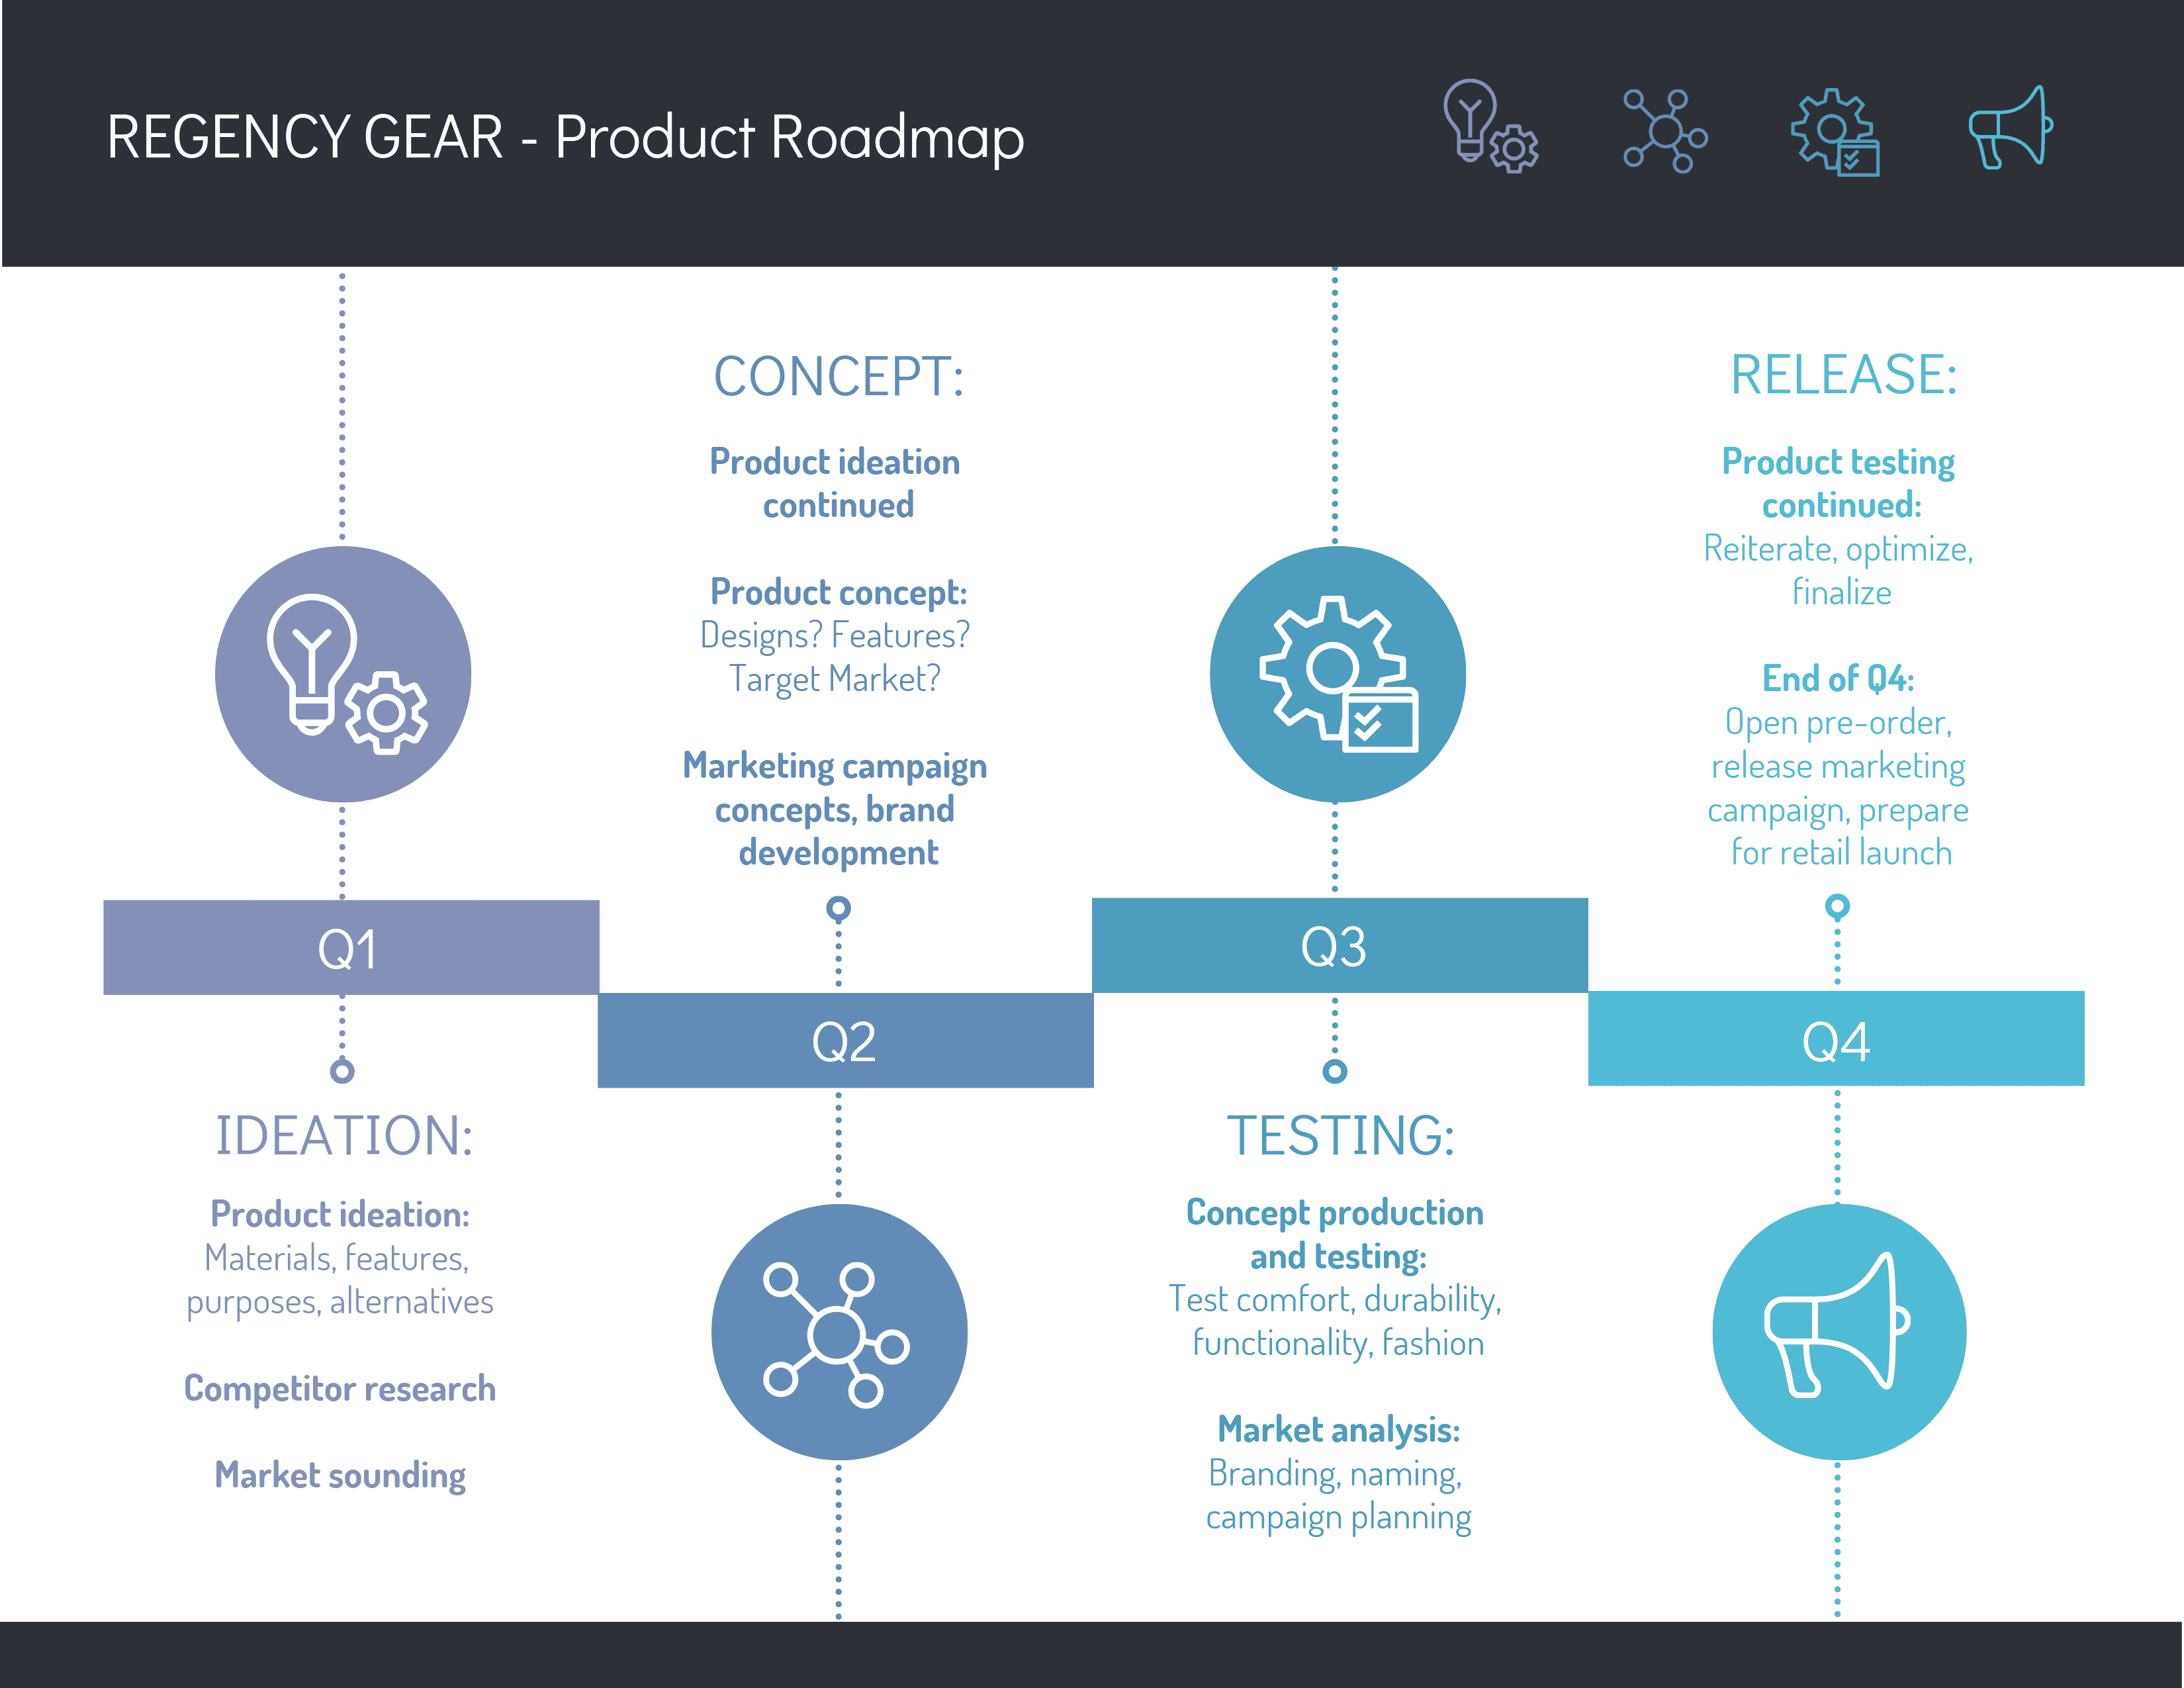 REGENCY GEAR - Product Roadmap
Q1
IDEATION:
Product ideation:
Materials, features,
purposes, alternatives
Competitor research
Market sounding
CONCEPT:
Product ideation
continued
Product concept:
Designs? Features?
Target Market?
Marketing campaign
concepts, brand
development
Q2
Q3
TESTING:
Concept production
and testing:
Test comfort, durability,
functionality, fashion
Market analysis:
Branding, naming,
campaign planning
RELEASE:
Product testing
continued:
Reiterate, optimize,
finalize
End of Q4:
Open pre-order,
release marketing
campaign, prepare
for retail launch
Q4